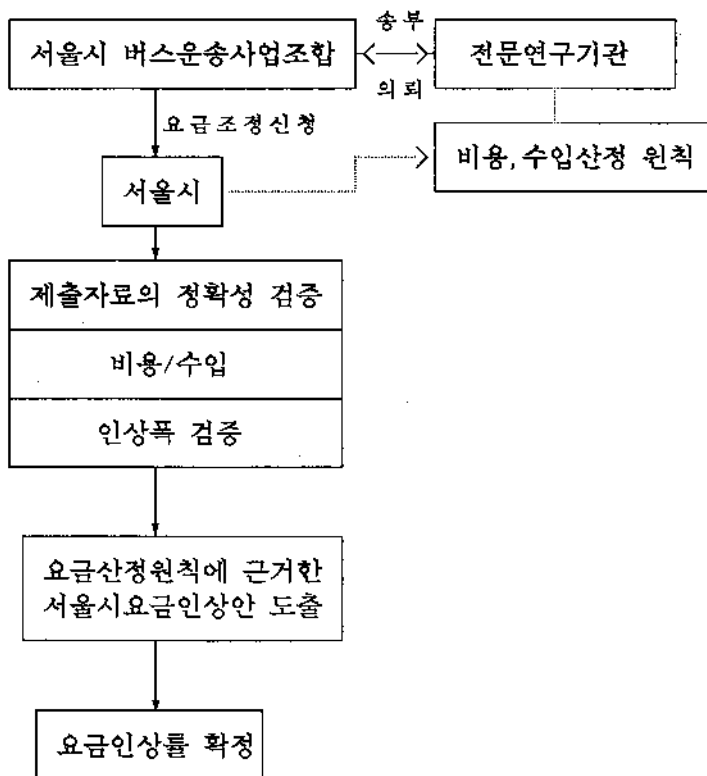 송부
서울시 버스운송사업조합
전문연구기관
의뢰
요금조정신청
비용,수입산정 원칙
서울시
제출자료의 정확성 검증
비용/수입
인상폭 검증
요금산정원칙에 근거한
서울시요금인상안 도출
요금인상률 확정